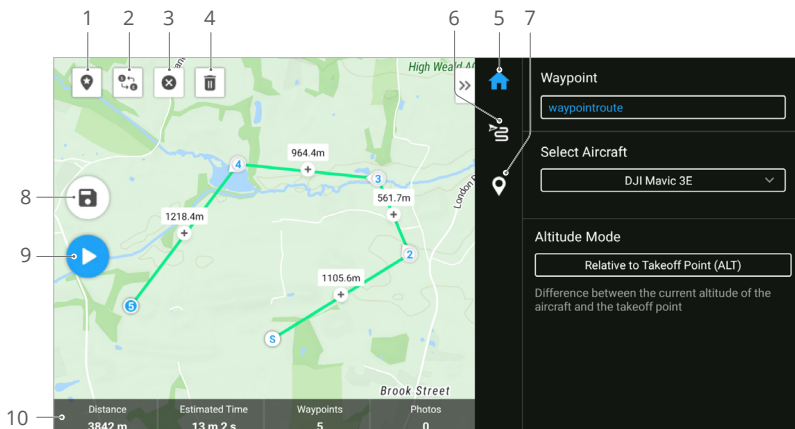 1 2 3 4 5 6 7
High Weald
Waypoint
waypointroute
Select Aircraft
DJI Mavic 3E
Altitude Mode
Relative to Takeoff Point (ALT)
Difference between the current altitude of the
aircraft and the takeoff point
964.4m
4
3
London
561.7m
8
1218.4m
2
9
1105.6m
5
S
Brook Street
10
Distance Estimated Time Waypoints Photos
3842 m 13 m 2 s 5 0